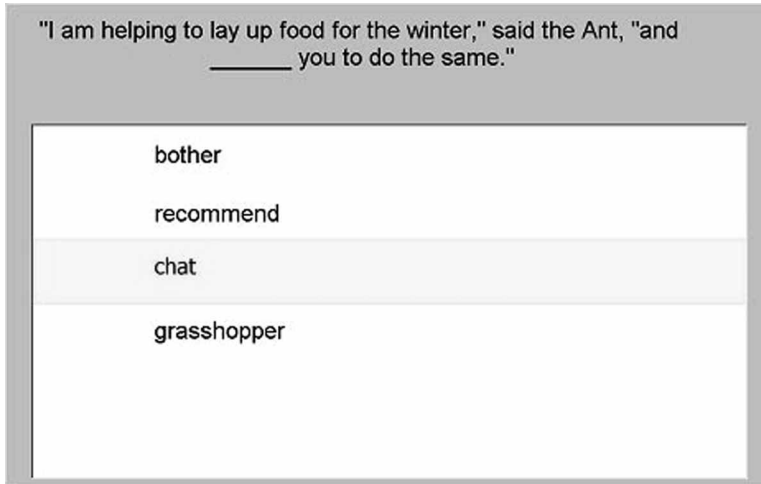 "I am helping to lay up food for the winter," said the Ant, "and
______ you to do the same."
bother
recommend
chat
grasshopper